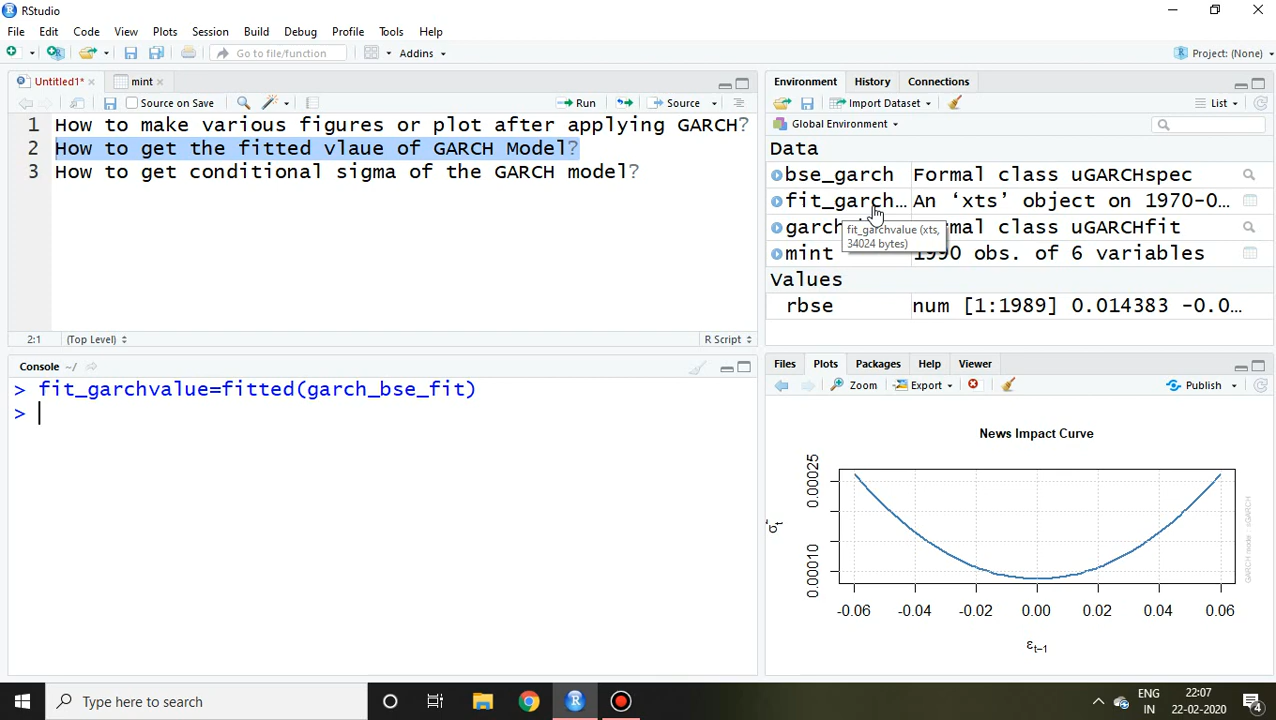 RStudio
File Edit Code View Plots Session Build Debug Profile Tools Help
Go to file/function Addins Project: (None)
Untitled1* mint
Source on Save Run Source
1 How to make various figures or plot after applying GARCH?
2 How to get the fitted vlaue of GARCH Model?
3 How to get conditional sigma of the GARCH model?
2:1 (Top Level) R Script
Console ~/
> fit_garchvalue=fitted(garch_bse_fit)
>
Environment History Connections
Import Dataset List
Global Environment
Data
bse_garch Formal class uGARCHspec
fit_garch… An ‘xts’ object on 1970-0…
garch rmal class uGARCHfit
fit_garchvalue (xts,
34024 bytes)
mint 1990 obs. of 6 variables
Values
rbse num [1:1989] 0.014383 -0.0…
Files Plots Packages Help Viewer
Zoom Export Publish
News Impact Curve
0.00025
0.00010
-0.06 -0.04 -0.02 0.00 0.02 0.04 0.06
εt−1
GARCH model : sGARCH
Type here to search
ENG
IN
22:07
22-02-2020
4